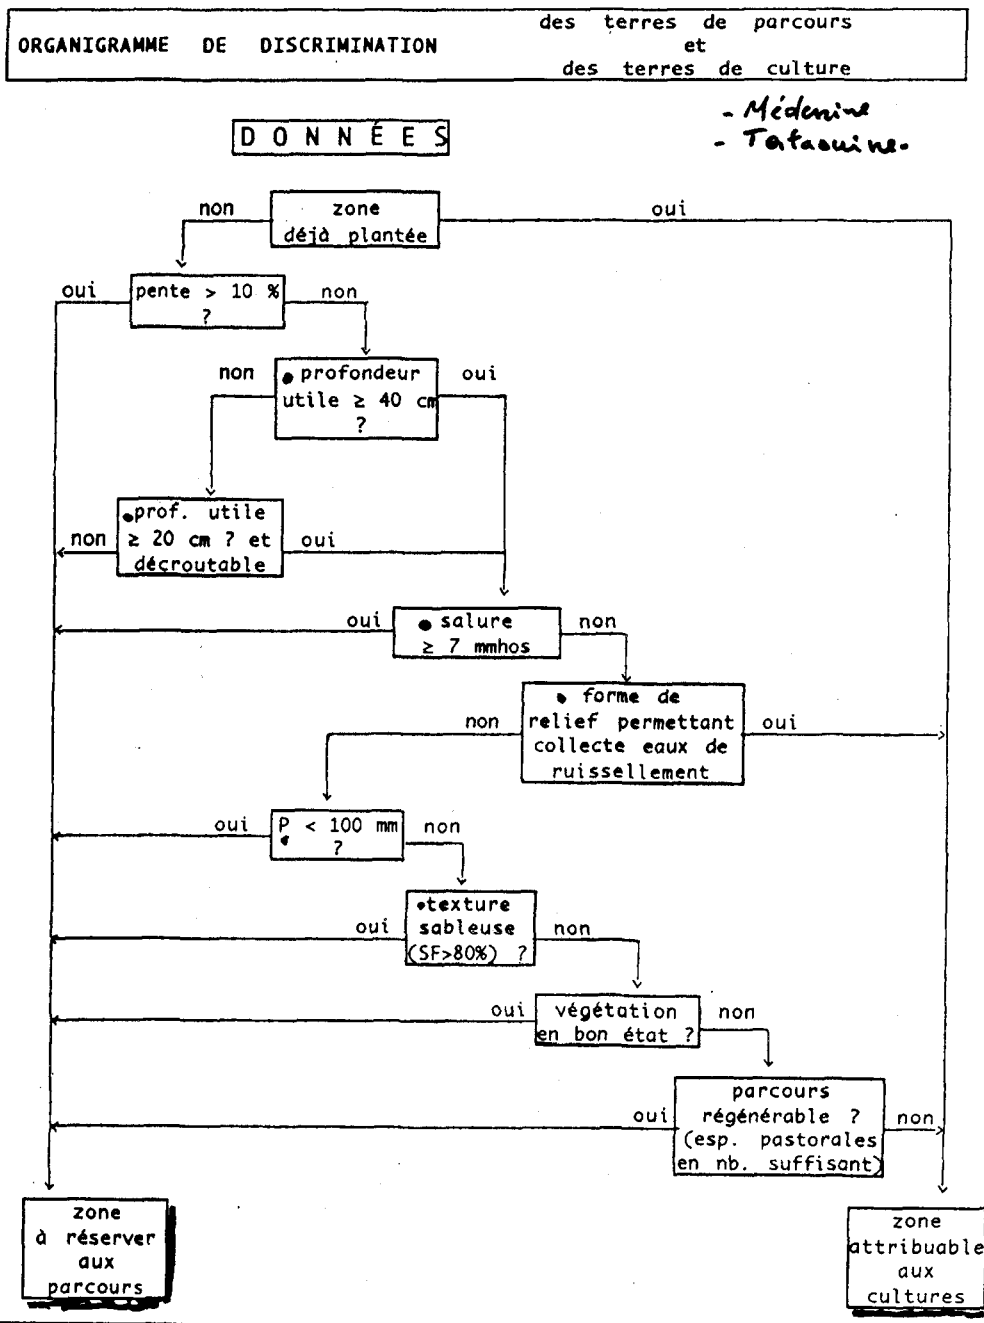 ORGANIGRAMME DE DISCRIMINATION
des terres de parcours
et
des terres de culture
- Médenine
- Tataouine.
DONNÉES
non
zone
déjà plantée
oui
oui
pente > 10 %
?
non
non
profondeur
utile ≥ 40 cm
?
oui
non
prof. utile
≥ 20 cm ? et
décroutable
oui
oui
salure
≥ 7 mmhos
non
non
forme de
relief permettant
collecte eaux de
ruissellement
oui
oui
P < 100 mm
?
non
oui
texture
sableuse
(SF>80%) ?
non
oui
végétation
en bon état ?
non
oui
parcours
régénérable ?
(esp. pastorales
en nb. suffisant)
non
zone
à réserver
aux
parcours
zone
attribuable
aux
cultures